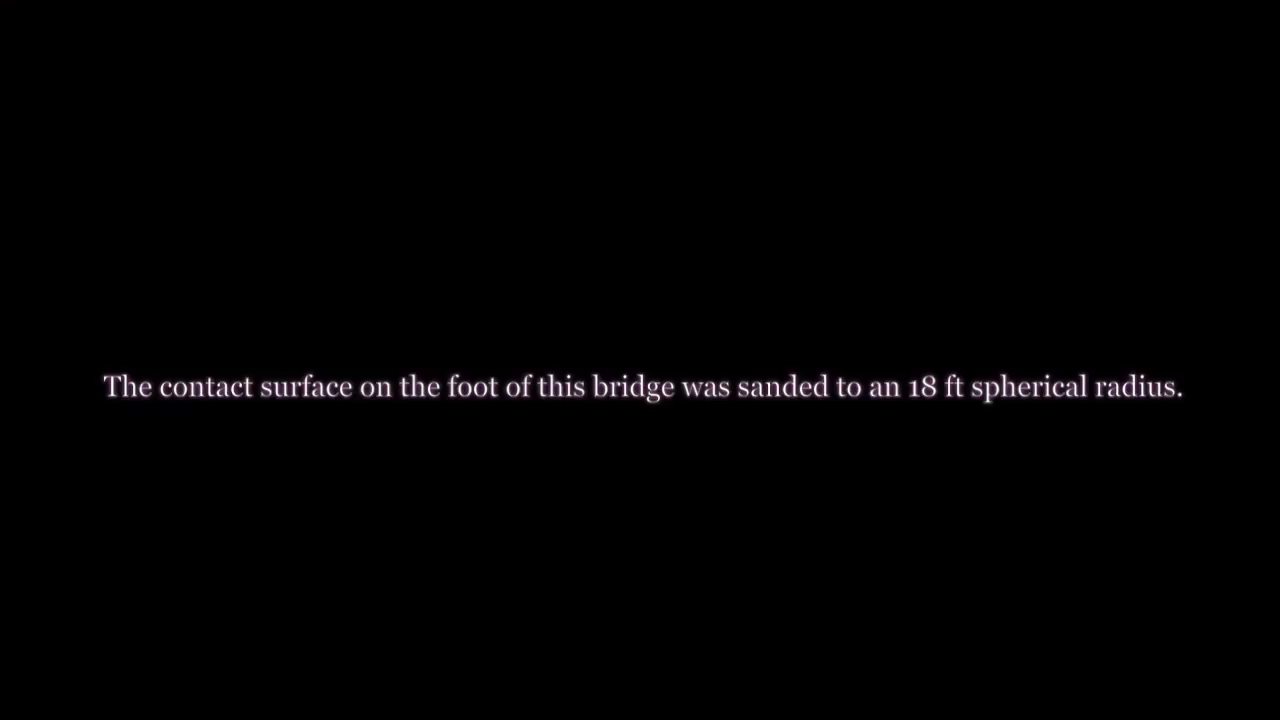 The contact surface on the foot of this bridge was sanded to an 18 ft spherical radius.